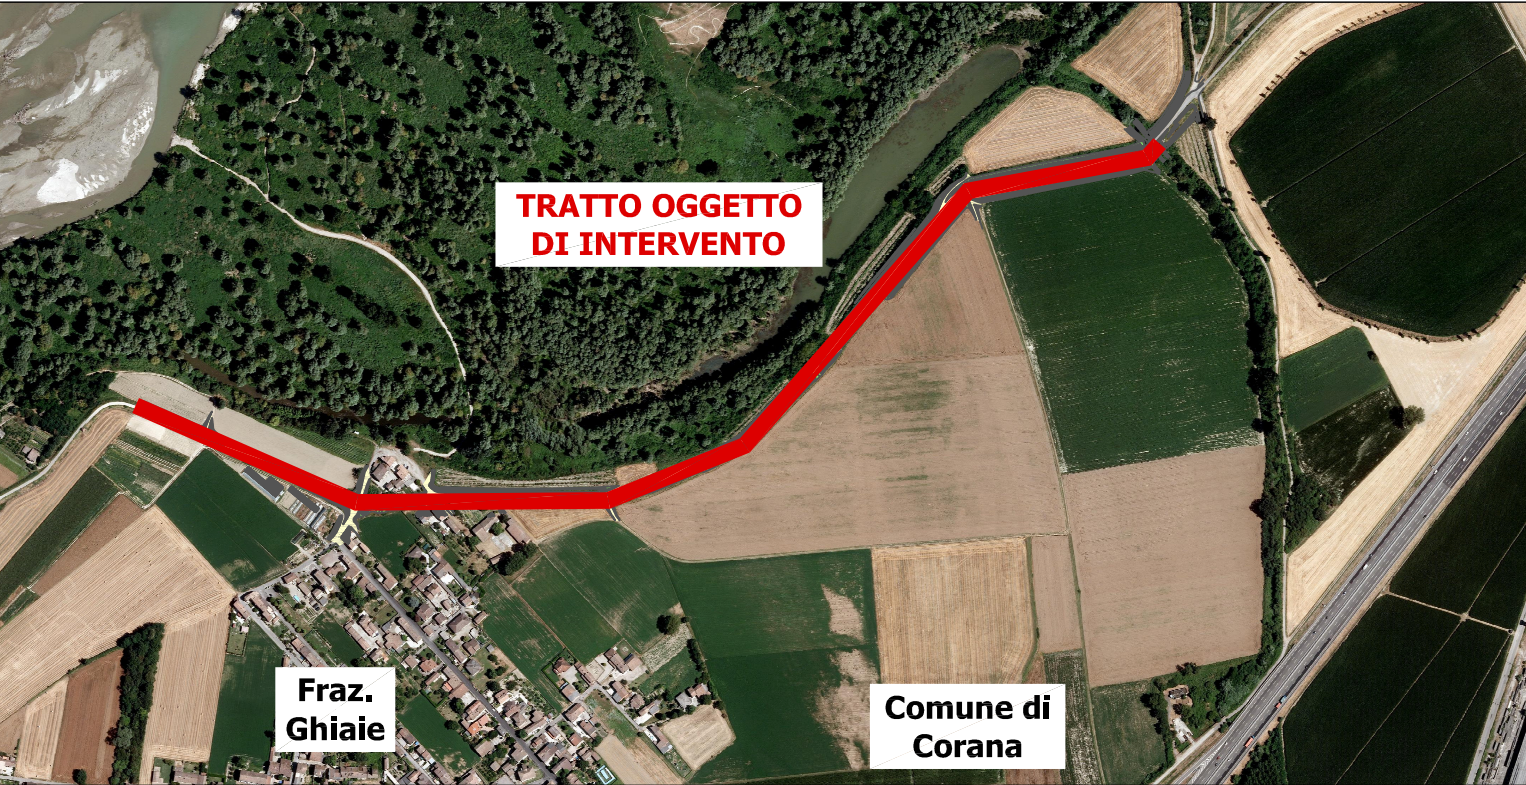 TRATTO OGGETTO
DI INTERVENTO
Fraz.
Ghiaie
Comune di
Corana